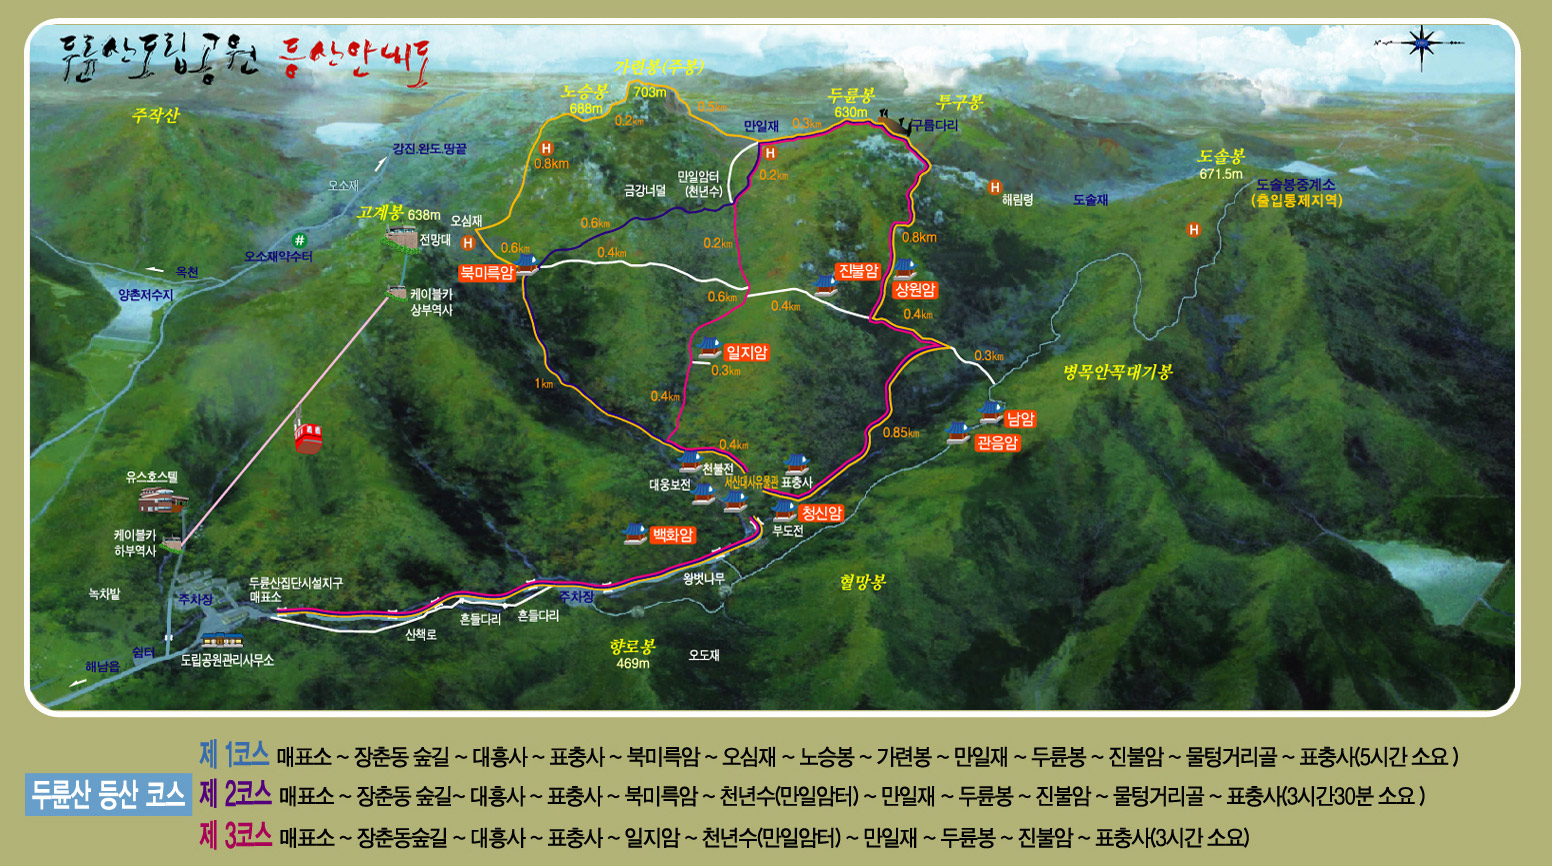 두륜산도립공원 등산안내도
가련봉(주봉)
703m
노승봉
688m
두륜봉
630m
투구봉
구름다리
주작산
강진.완도.땅끝
오소재
만일재
0.5km
0.3km
0.2km
H
0.8km
H
0.2km
만일암터
(천년수)
금강너덜
H
해림령
도솔재
도솔봉
671.5m
도솔봉중계소
(출입통제지역)
H
고계봉 638m
전망대
오심재
H
0.6km
0.6km
0.4km
0.2km
0.8km
#
오소재약수터
옥천
양촌저수지
북미륵암
진불암
상원암
케이블카
상부역사
0.6km
0.4km
0.4km
일지암
0.3km
0.3km
병목안꼭대기봉
1km
0.4km
남암
관음암
0.85km
0.4km
천불전
대웅보전
서산대사유물관
표충사
청신암
부도전
백화암
유스호스텔
케이블카
하부역사
왕벚나무
혈망봉
녹차밭
주차장
두륜산집단시설지구
매표소
주차장
산책로
흔들다리
흔들다리
향로봉
469m
오도재
쉼터
해남읍
도립공원관리사무소
두륜산 등산 코스
제 1코스 매표소 ~ 장춘동 숲길 ~ 대흥사 ~ 표충사 ~ 북미륵암 ~ 오심재 ~ 노승봉 ~ 가련봉 ~ 만일재 ~ 두륜봉 ~ 진불암 ~ 물텅거리골 ~ 표충사(5시간 소요 )
제 2코스 매표소 ~ 장춘동 숲길~ 대흥사 ~ 표충사 ~ 북미륵암 ~ 천년수(만일암터) ~ 만일재 ~ 두륜봉 ~ 진불암 ~ 물텅거리골 ~ 표충사(3시간30분 소요 )
제 3코스 매표소 ~ 장춘동숲길 ~ 대흥사 ~ 표충사 ~ 일지암 ~ 천년수(만일암터) ~ 만일재 ~ 두륜봉 ~ 진불암 ~ 표충사(3시간 소요)